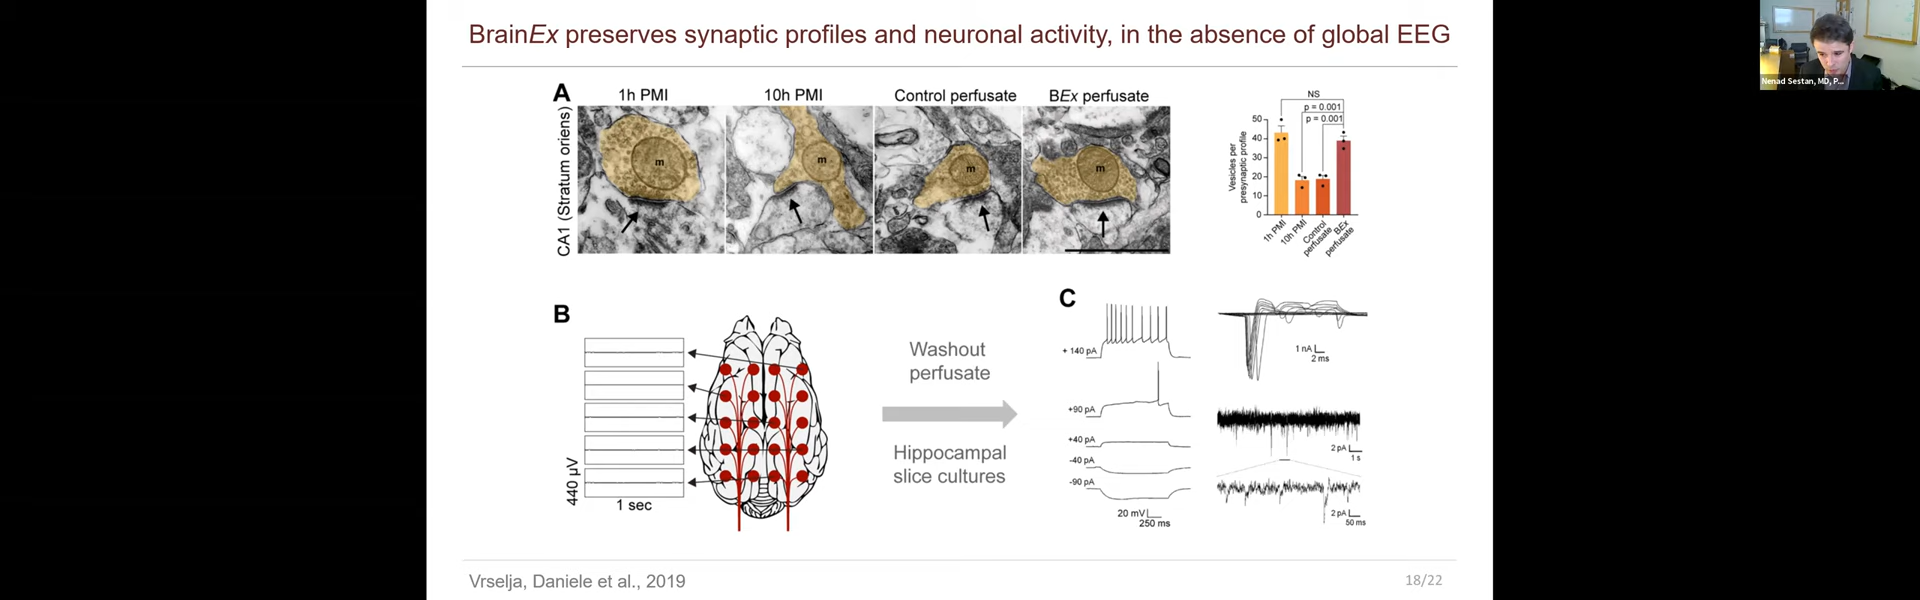 BrainEx preserves synaptic profiles and neuronal activity, in the absence of global EEG
Nenad Sestan, MD, P...
A
1h PMI
10h PMI
Control perfusate
BEx perfusate
CA1 (Stratum oriens)
m
m
m
m
NS
p = 0.001
p = 0.001
50
40
30
20
10
0
Vesicles per
presynaptic profile
1h PMI
10h PMI
Control
perfusate
BEx
perfusate
B
440 µV
1 sec
Washout
perfusate
Hippocampal
slice cultures
C
+ 140 pA
+90 pA
+40 pA
-40 pA
-90 pA
20 mV
250 ms
1 nA
2 ms
2 pA
1 s
2 pA
50 ms
Vrselja, Daniele et al., 2019
18/22